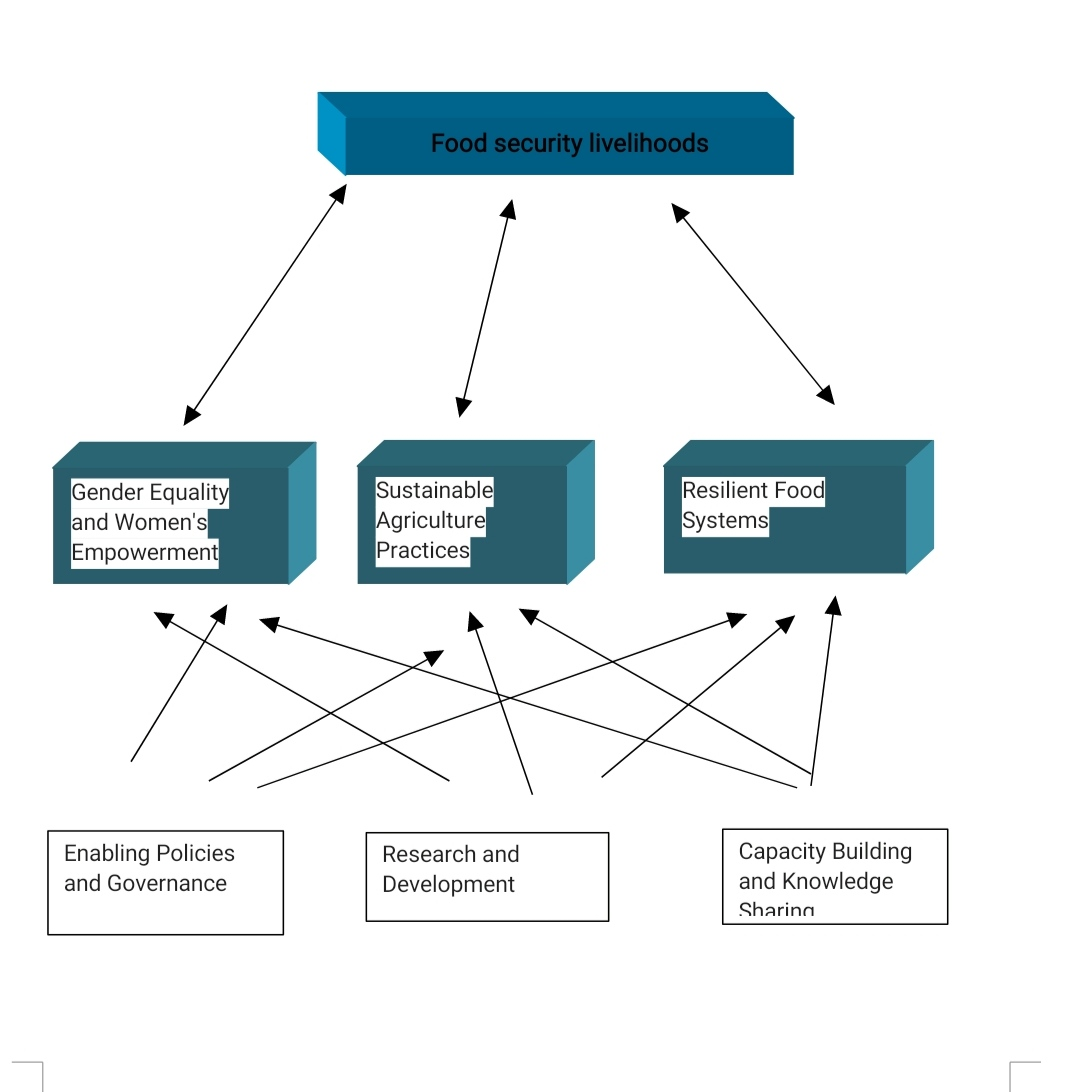 Food security livelihoods
Gender Equality
and Women's
Empowerment
Sustainable
Agriculture
Practices
Resilient Food
Systems
Enabling Policies
and Governance
Research and
Development
Capacity Building
and Knowledge
Sharing